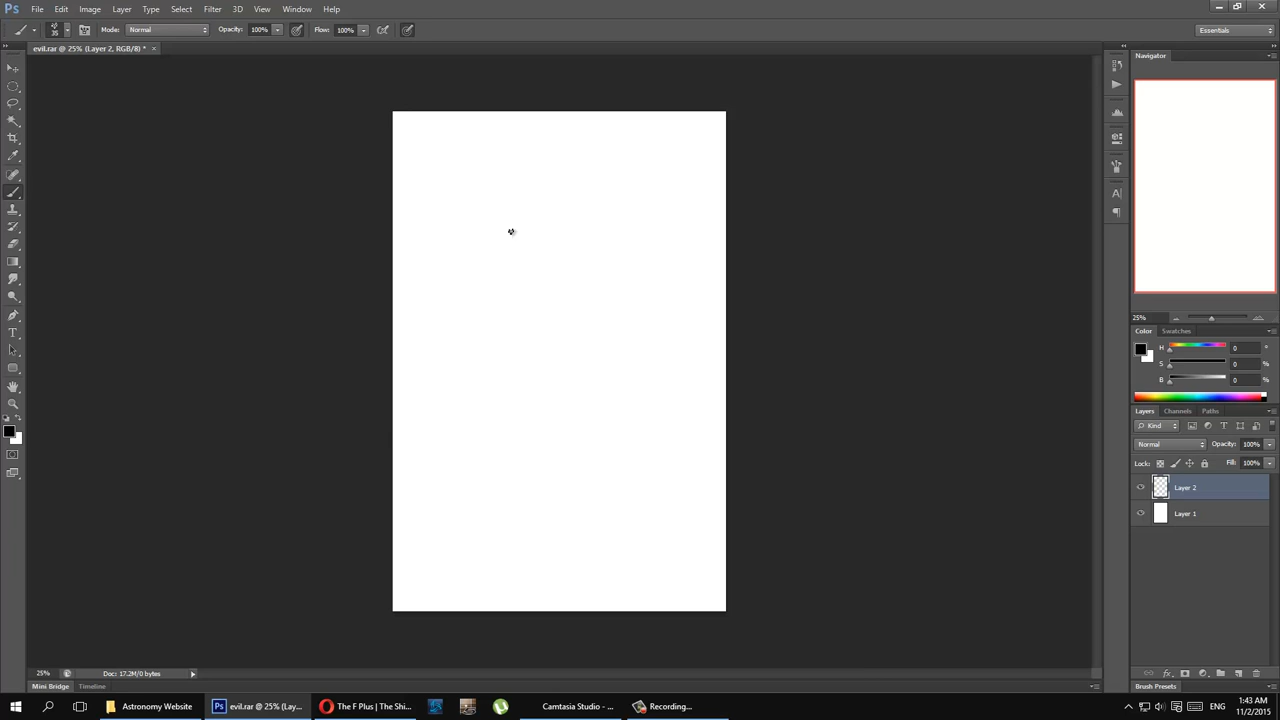 Ps File Edit Image Layer Type Select Filter 3D View Window Help
35 Mode: Normal Opacity: 100% Flow: 100% Essentials
evil.rar @ 25% (Layer 2, RGB/8) * ×
Navigator
25%
Color Swatches
H 0 °
S 0 %
B 0 %
Layers Channels Paths
Kind
Normal Opacity: 100%
Lock: Fill: 100%
Layer 2
Layer 1
25% Doc: 17.2M/0 bytes
Mini Bridge Timeline Brush Presets
Astronomy Website Ps evil.rar @ 25% (Lay... The F Plus | The Shi... Camtasia Studio - ... Recording... ENG 1:43 AM
11/2/2015